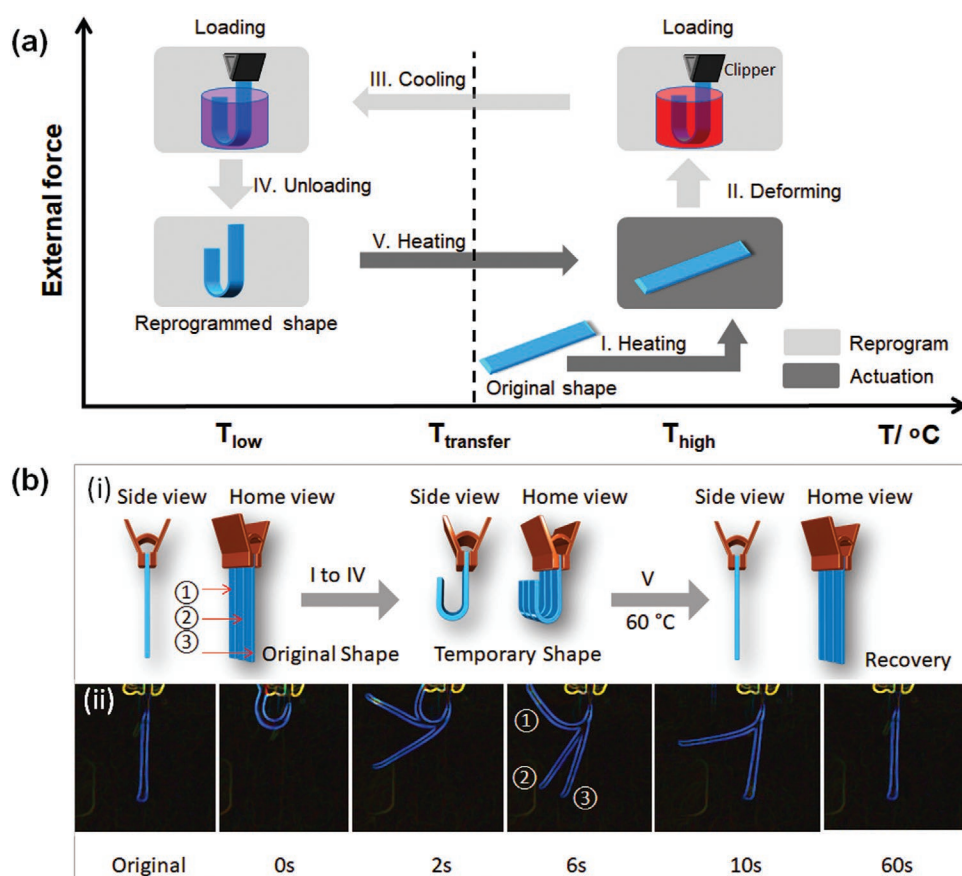 (a)
External force
Loading
Loading
Clipper
III. Cooling
IV. Unloading
II. Deforming
V. Heating
Reprogrammed shape
I. Heating
Original shape
Reprogram
Actuation
T_low
T_transfer
T_high
T/ °C
(b)
(i)
Side view Home view
Side view Home view
Side view Home view
①
②
③
I to IV
V
60 °C
Original Shape
Temporary Shape
Recovery
(ii)
①
②
③
Original 0s 2s 6s 10s 60s